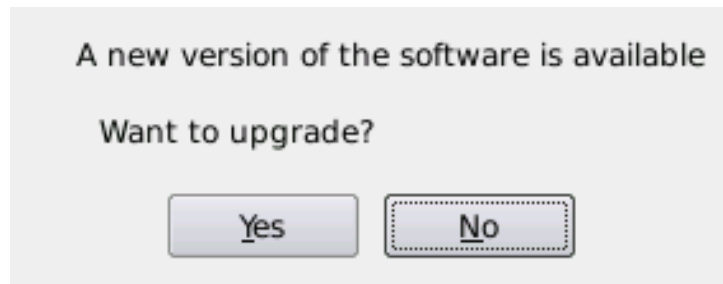 A new version of the software is available
Want to upgrade?
Yes No